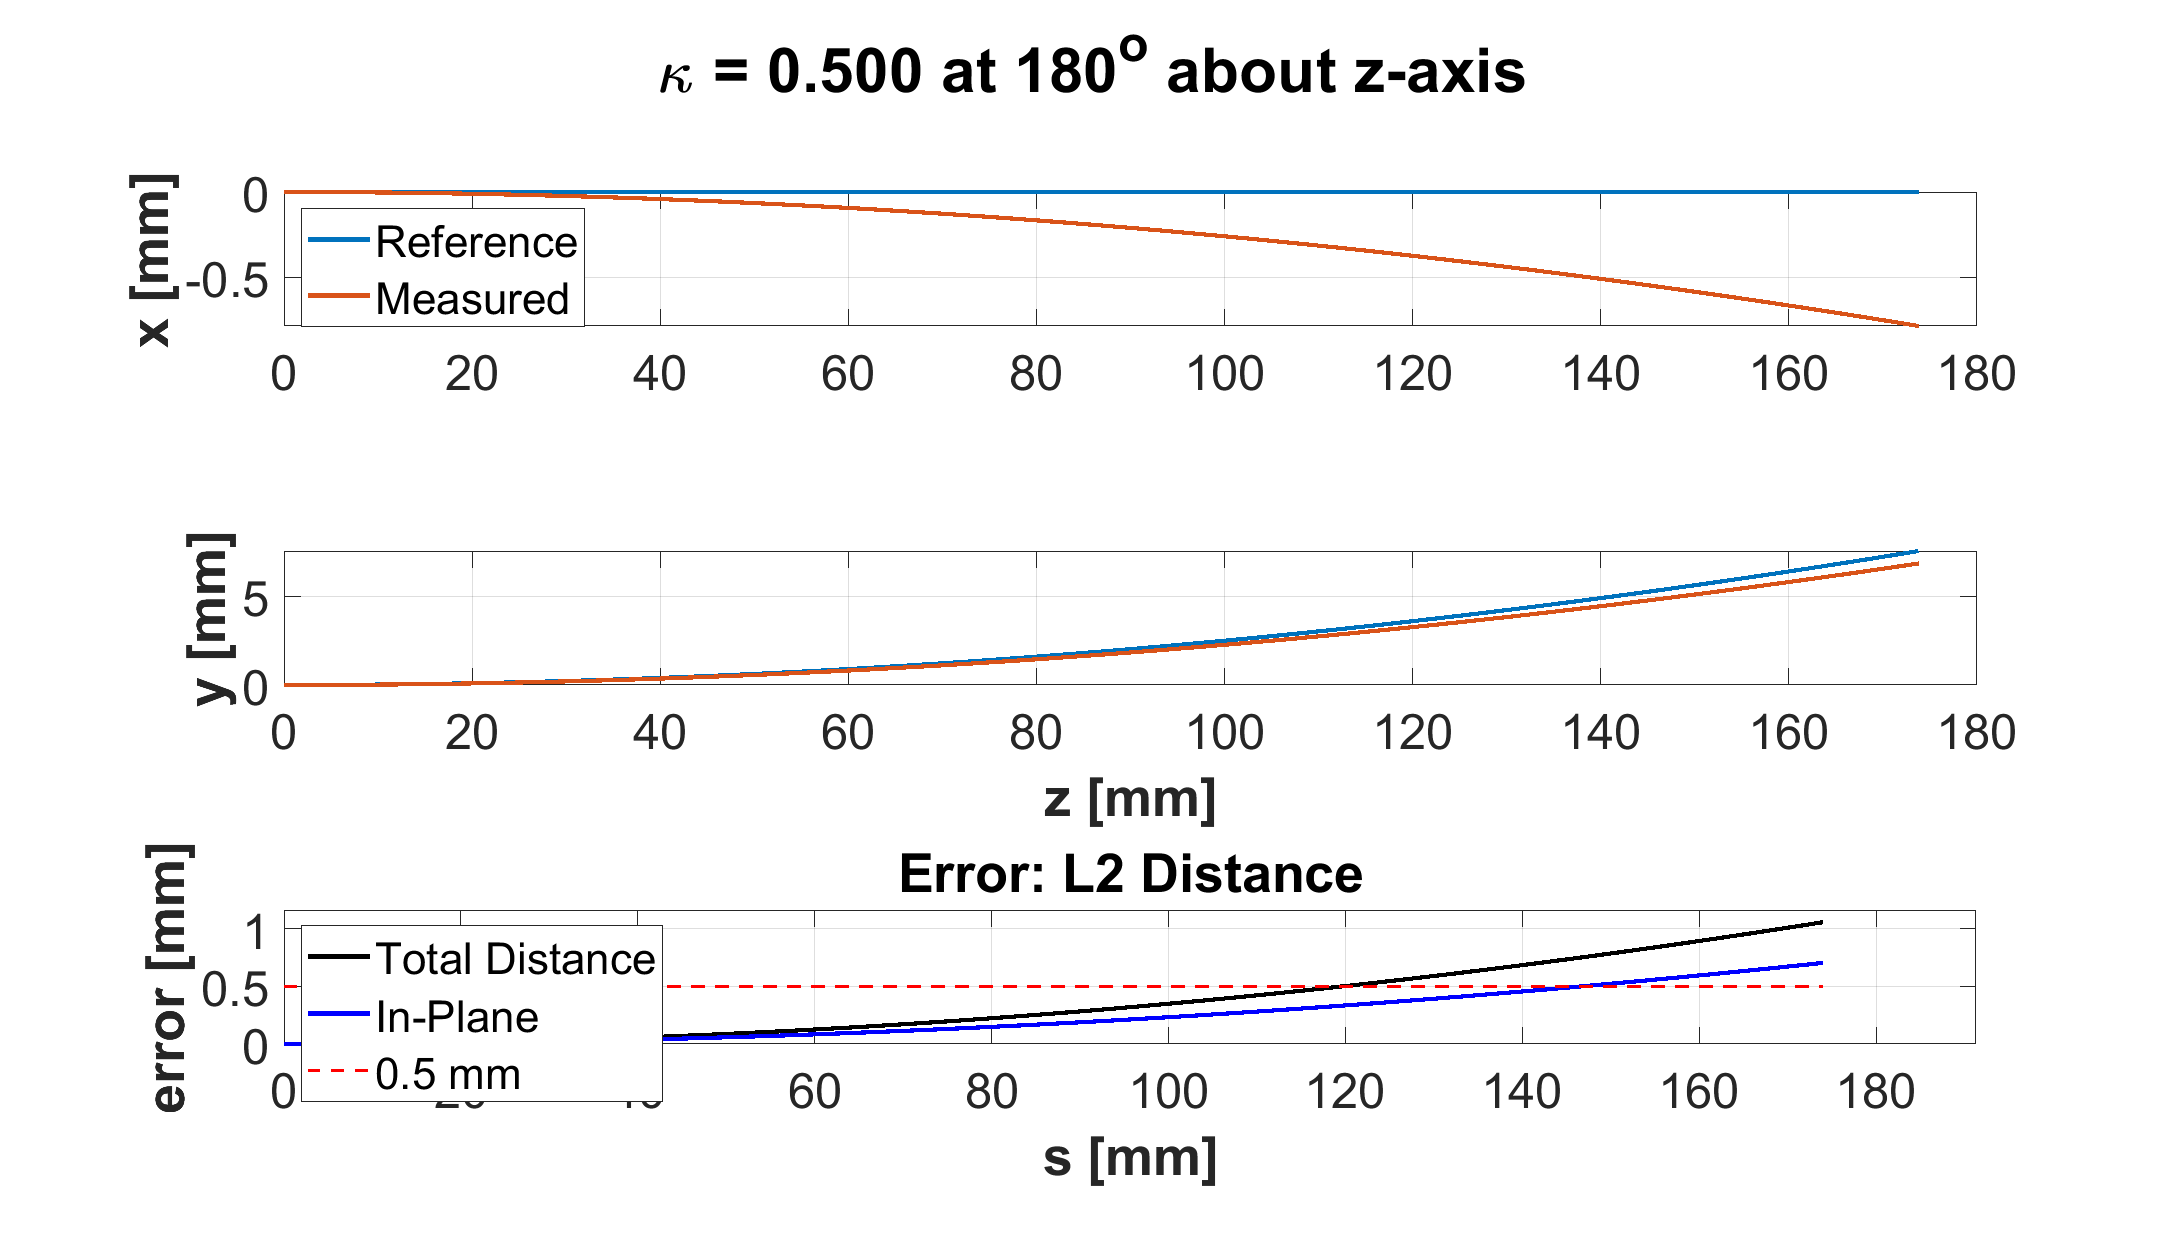 κ = 0.500 at 180o about z-axis
x [mm]
0
-0.5
Reference
Measured
0 20 40 60 80 100 120 140 160 180
y [mm]
5
0
0 20 40 60 80 100 120 140 160 180
z [mm]
Error: L2 Distance
error [mm]
1
0.5
0
Total Distance
In-Plane
0.5 mm
0 60 80 100 120 140 160 180
s [mm]